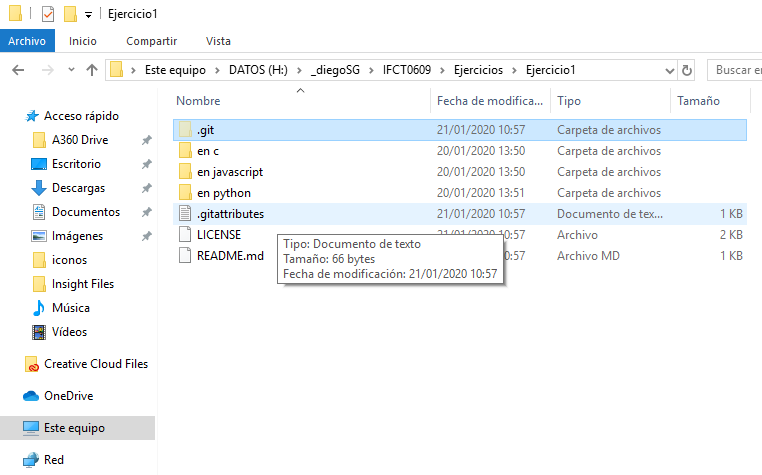 Ejercicio1
Archivo Inicio Compartir Vista
Este equipo > DATOS (H:) > _diegoSG > IFCT0609 > Ejercicios > Ejercicio1
Buscar en
Nombre Fecha de modifica... Tipo Tamaño
.git 21/01/2020 10:57 Carpeta de archivos
en c 20/01/2020 13:50 Carpeta de archivos
en javascript 20/01/2020 13:50 Carpeta de archivos
en python 20/01/2020 13:51 Carpeta de archivos
.gitattributes 21/01/2020 10:57 Documento de tex... 1 KB
LICENSE 21/01/2020 10:57 Archivo 2 KB
README.md 0:57 Archivo MD 1 KB
Tipo: Documento de texto
Tamaño: 66 bytes
Fecha de modificación: 21/01/2020 10:57
Acceso rápido
A360 Drive
Escritorio
Descargas
Documentos
Imágenes
iconos
Insight Files
Música
Vídeos
Creative Cloud Files
OneDrive
Este equipo
Red